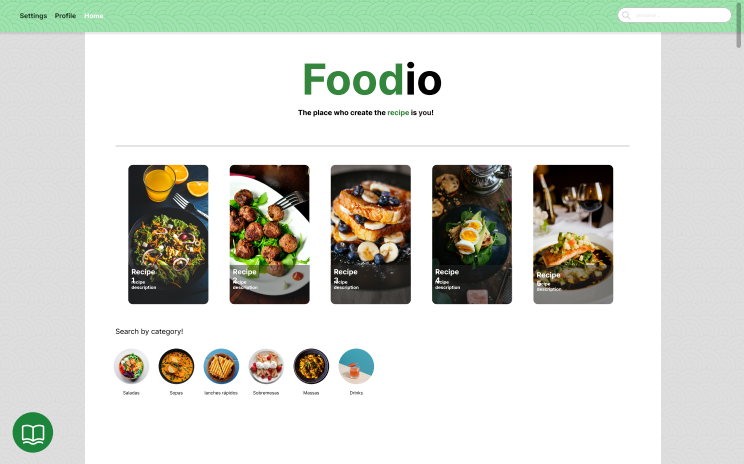 Settings Profile Home
Foodio
The place who create the recipe is you!
Recipe
1
recipe
description
Recipe
2
recipe
description
Recipe
3
recipe
description
Recipe
4
recipe
description
Recipe
5
recipe
description
Search by category!
Saladas Sopas lanches rápidos Sobremesas Massas Drinks